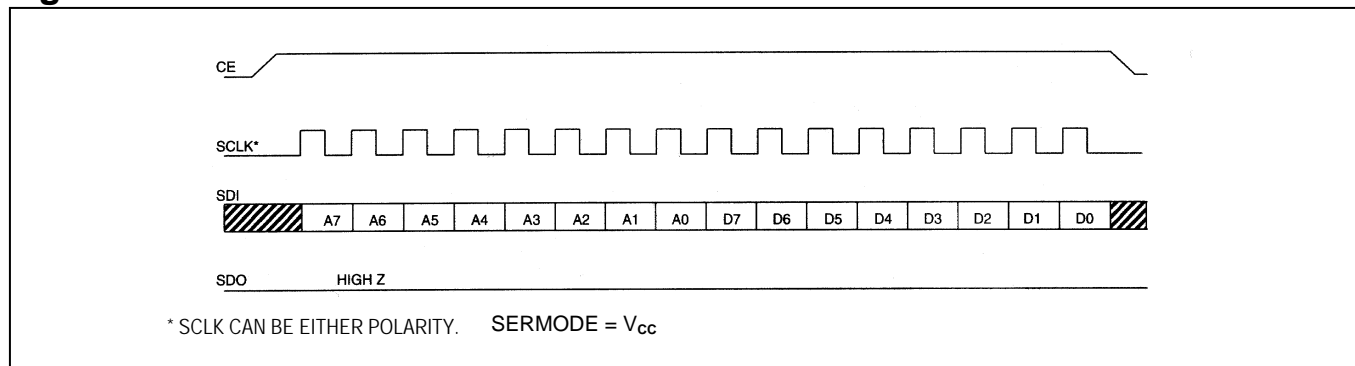 CE
SCLK*
SDI
A7 A6 A5 A4 A3 A2 A1 A0 D7 D6 D5 D4 D3 D2 D1 D0
SDO HIGH Z
* SCLK CAN BE EITHER POLARITY. SERMODE = VCC